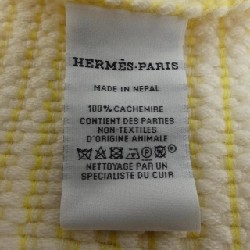 HERMÈS-PARIS
MADE IN NEPAL
100% CACHEMIRE
CONTIENT DES PARTIES
NON-TEXTILES
D'ORIGINE ANIMALE
NETTOYAGE PAR UN
SPECIALISTE DU CUIR